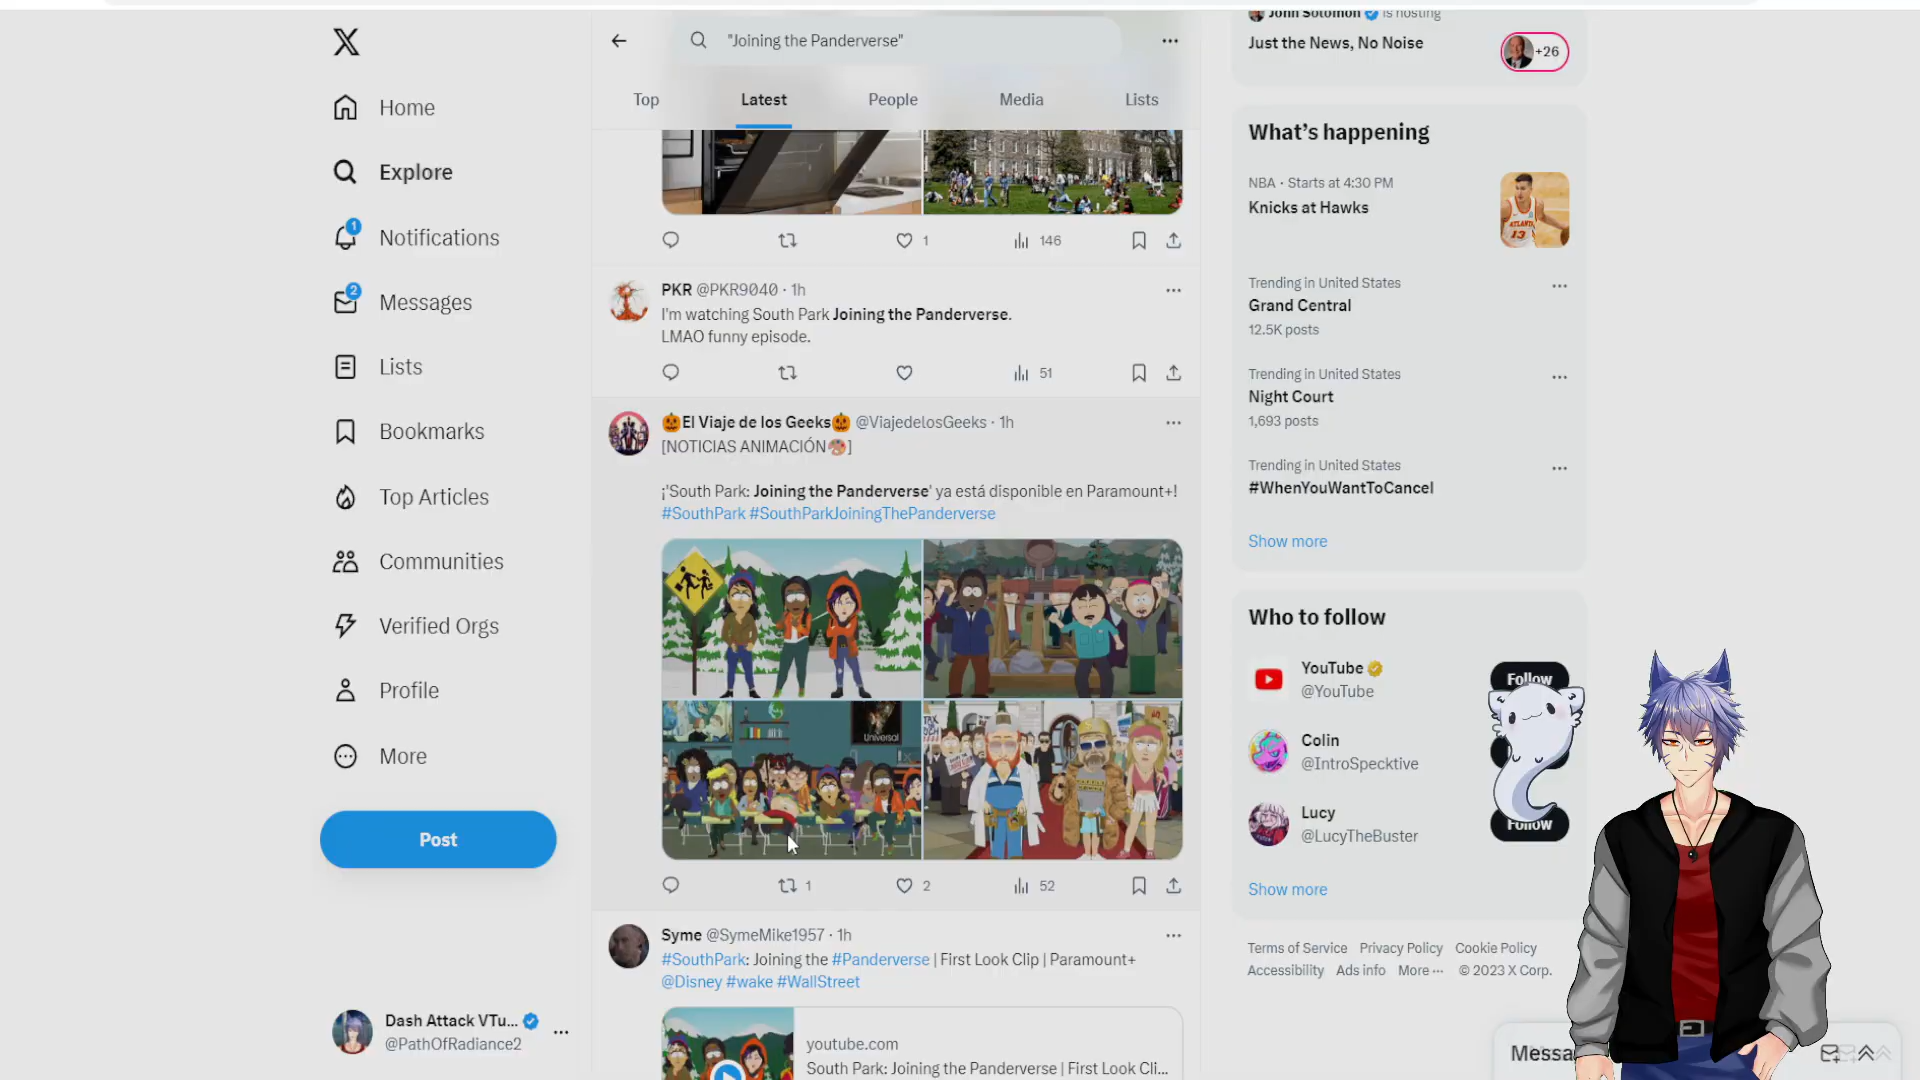 "Joining the Panderverse"
Top
Latest
People
Media
Lists
Home
Explore
1
Notifications
2
Messages
Lists
Bookmarks
Top Articles
Communities
Verified Orgs
Profile
More
Post
Dash Attack VTu...
@PathOfRadiance2
13
1
146
PKR @PKR9040 · 1h
I'm watching South Park Joining the Panderverse.
LMAO funny episode.
51
🎃El Viaje de los Geeks🎃 @ViajedelosGeeks · 1h
[NOTICIAS ANIMACIÓN🎨]
¡'South Park: Joining the Panderverse' ya está disponible en Paramount+!
#SouthPark #SouthParkJoiningThePanderverse
Universal
1
2
52
Syme @SymeMike1957 · 1h
#SouthPark: Joining the #Panderverse | First Look Clip | Paramount+
@Disney #wake #WallStreet
youtube.com
South Park: Joining the Panderverse | First Look Cli...
John Solomon is hosting
Just the News, No Noise
+26
What's happening
NBA · Starts at 4:30 PM
Knicks at Hawks
ATLANTA
Trending in United States
Grand Central
12.5K posts
Trending in United States
Night Court
1,693 posts
Trending in United States
#WhenYouWantToCancel
Show more
Who to follow
YouTube
@YouTube
Follow
Colin
@IntroSpecktive
Lucy
@LucyTheBuster
Follow
Show more
Terms of Service Privacy Policy Cookie Policy
Accessibility Ads info More ··· © 2023 X Corp.
Messa